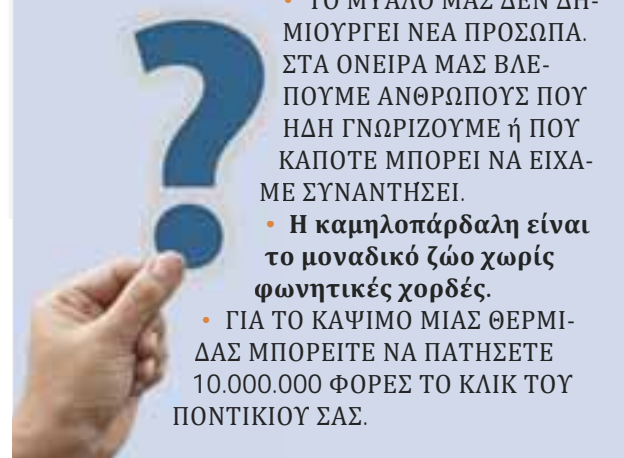 • ΤΟ ΜΥΑΛΟ ΜΑΣ ΔΕΝ ΔΗ-
ΜΙΟΥΡΓΕΙ ΝΕΑ ΠΡΟΣΩΠΑ.
ΣΤΑ ΟΝΕΙΡΑ ΜΑΣ ΒΛΕ-
ΠΟΥΜΕ ΑΝΘΡΩΠΟΥΣ ΠΟΥ
ΗΔΗ ΓΝΩΡΙΖΟΥΜΕ ή ΠΟΥ
ΚΑΠΟΤΕ ΜΠΟΡΕΙ ΝΑ ΕΙΧΑ-
ΜΕ ΣΥΝΑΝΤΗΣΕΙ.
• Η καμηλοπάρδαλη είναι
το μοναδικό ζώο χωρίς
φωνητικές χορδές.
• ΓΙΑ ΤΟ ΚΑΨΙΜΟ ΜΙΑΣ ΘΕΡΜΙ-
ΔΑΣ ΜΠΟΡΕΙΤΕ ΝΑ ΠΑΤΗΣΕΤΕ
10.000.000 ΦΟΡΕΣ ΤΟ ΚΛΙΚ ΤΟΥ
ΠΟΝΤΙΚΙΟΥ ΣΑΣ.
?